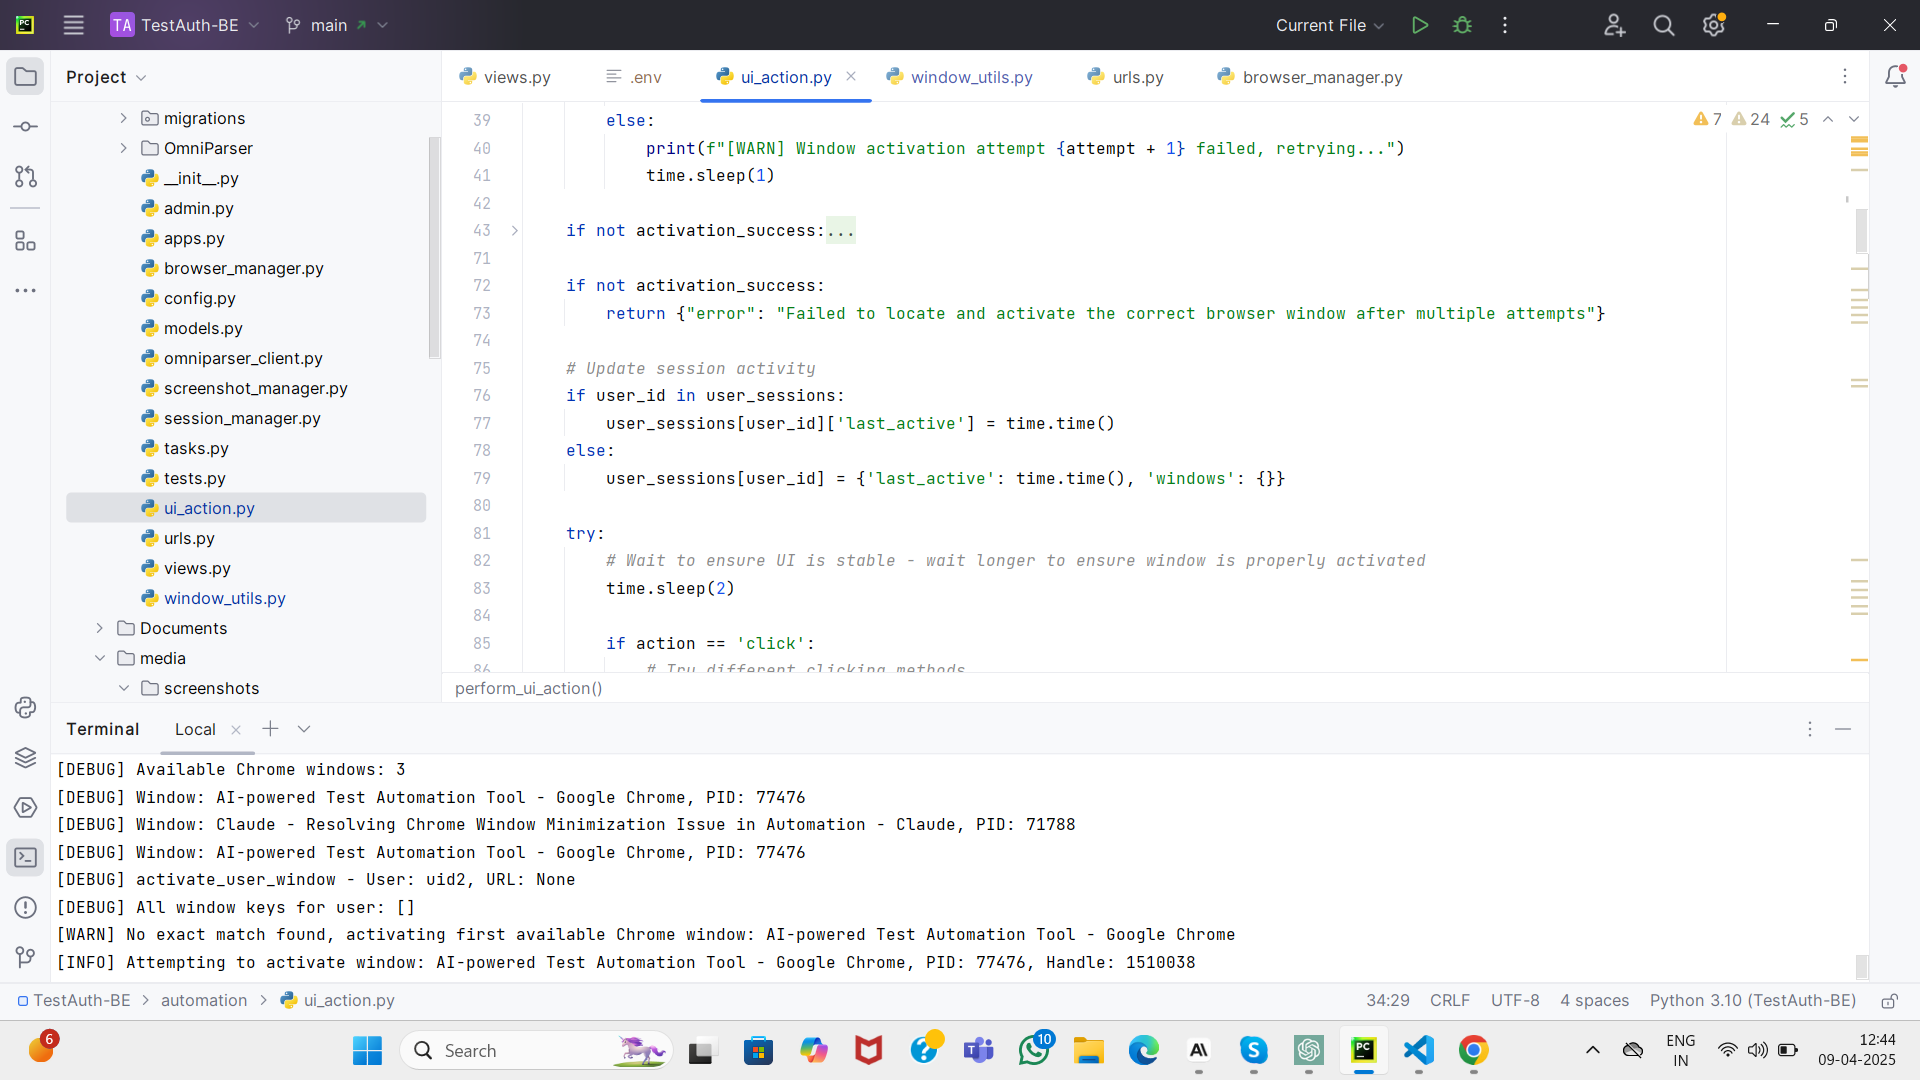 PC
TA TestAuth-BE
main
Current File
Project
migrations
OmniParser
__init__.py
admin.py
apps.py
browser_manager.py
config.py
models.py
omniparser_client.py
screenshot_manager.py
session_manager.py
tasks.py
tests.py
ui_action.py
urls.py
views.py
window_utils.py
Documents
media
screenshots
views.py
.env
ui_action.py
window_utils.py
urls.py
browser_manager.py
7 24 5
39 else:
40 print(f"[WARN] Window activation attempt {attempt + 1} failed, retrying...")
41 time.sleep(1)
42
43 if not activation_success:...
71
72 if not activation_success:
73 return {"error": "Failed to locate and activate the correct browser window after multiple attempts"}
74
75 # Update session activity
76 if user_id in user_sessions:
77 user_sessions[user_id]['last_active'] = time.time()
78 else:
79 user_sessions[user_id] = {'last_active': time.time(), 'windows': {}}
80
81 try:
82 # Wait to ensure UI is stable - wait longer to ensure window is properly activated
83 time.sleep(2)
84
85 if action == 'click':
86 # Try different clicking methods
perform_ui_action()
Terminal
Local
[DEBUG] Available Chrome windows: 3
[DEBUG] Window: AI-powered Test Automation Tool - Google Chrome, PID: 77476
[DEBUG] Window: Claude - Resolving Chrome Window Minimization Issue in Automation - Claude, PID: 71788
[DEBUG] Window: AI-powered Test Automation Tool - Google Chrome, PID: 77476
[DEBUG] activate_user_window - User: uid2, URL: None
[DEBUG] All window keys for user: []
[WARN] No exact match found, activating first available Chrome window: AI-powered Test Automation Tool - Google Chrome
[INFO] Attempting to activate window: AI-powered Test Automation Tool - Google Chrome, PID: 77476, Handle: 1510038
TestAuth-BE > automation > ui_action.py
34:29 CRLF UTF-8 4 spaces Python 3.10 (TestAuth-BE)
6
Search
10
PC
ENG
IN
12:44
09-04-2025